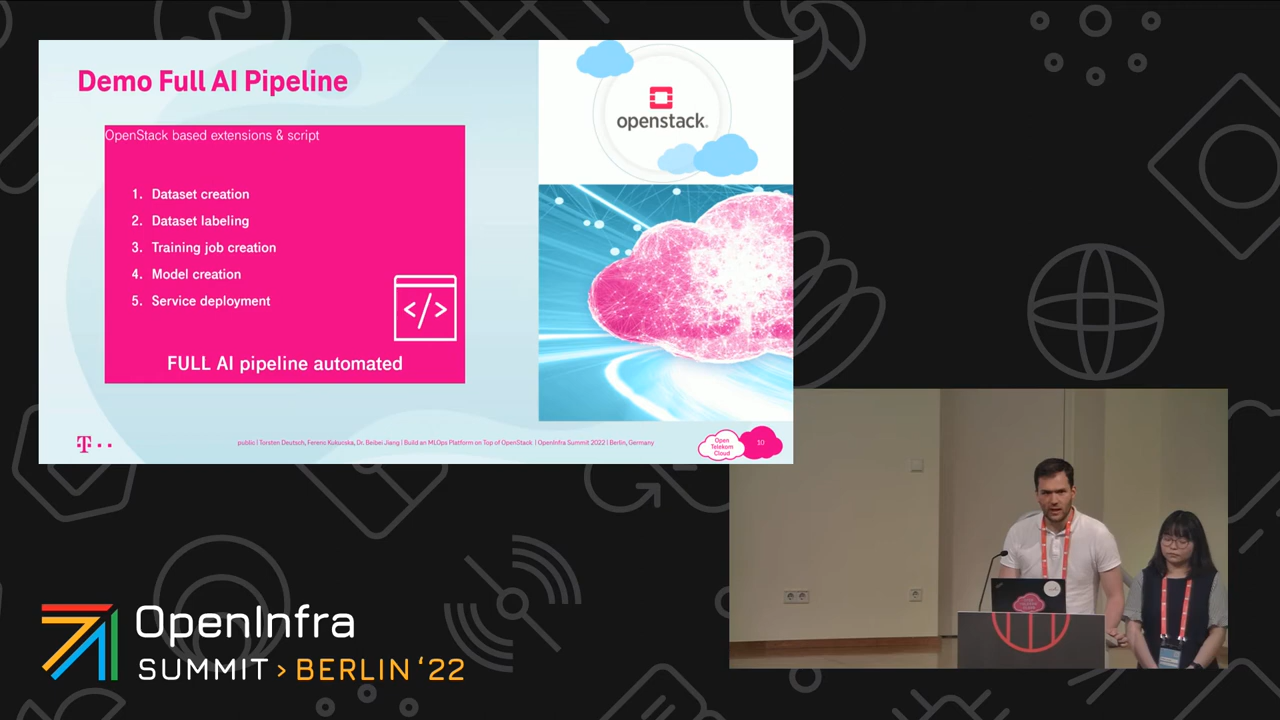 Demo Full AI Pipeline
OpenStack based extensions & script
1. Dataset creation
2. Dataset labeling
3. Training job creation
4. Model creation
5. Service deployment
</>
FULL AI pipeline automated
openstack.
T
public | Torsten Deutsch, Ferenc Kukucska, Dr. Beibei Jiang | Build an MLOps Platform on Top of OpenStack | OpenInfra Summit 2022 | Berlin, Germany
Open
Telekom
Cloud
10
OpenInfra
SUMMIT > BERLIN '22